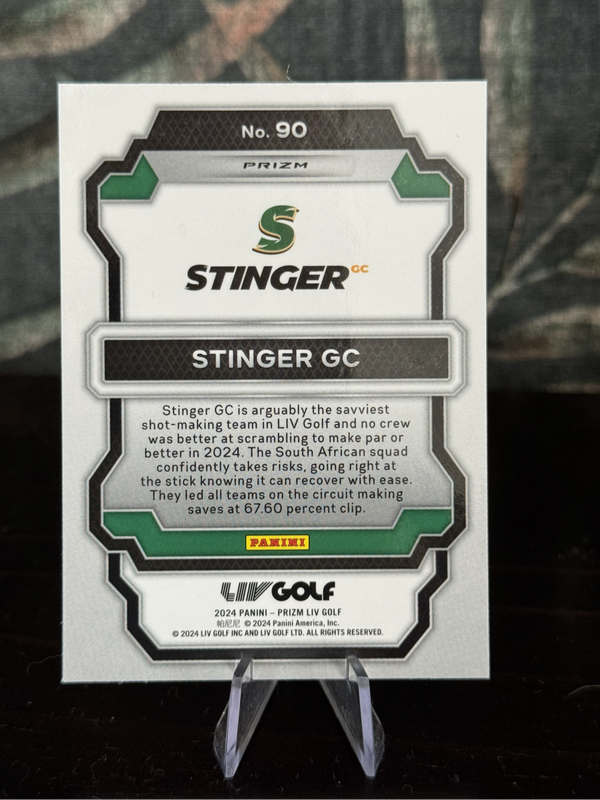 No. 90
PRIZM
S
STINGER GC
STINGER GC
Stinger GC is arguably the savviest
shot-making team in LIV Golf and no crew
was better at scrambling to make par or
better in 2024. The South African squad
confidently takes risks, going right at
the stick knowing it can recover with ease.
They led all teams on the circuit making
saves at 67.60 percent clip.
PANINI
LIV GOLF
2024 PANINI – PRIZM LIV GOLF
帕尼尼 © 2024 Panini America, Inc.
© 2024 LIV GOLF INC AND LIV GOLF LTD. ALL RIGHTS RESERVED.